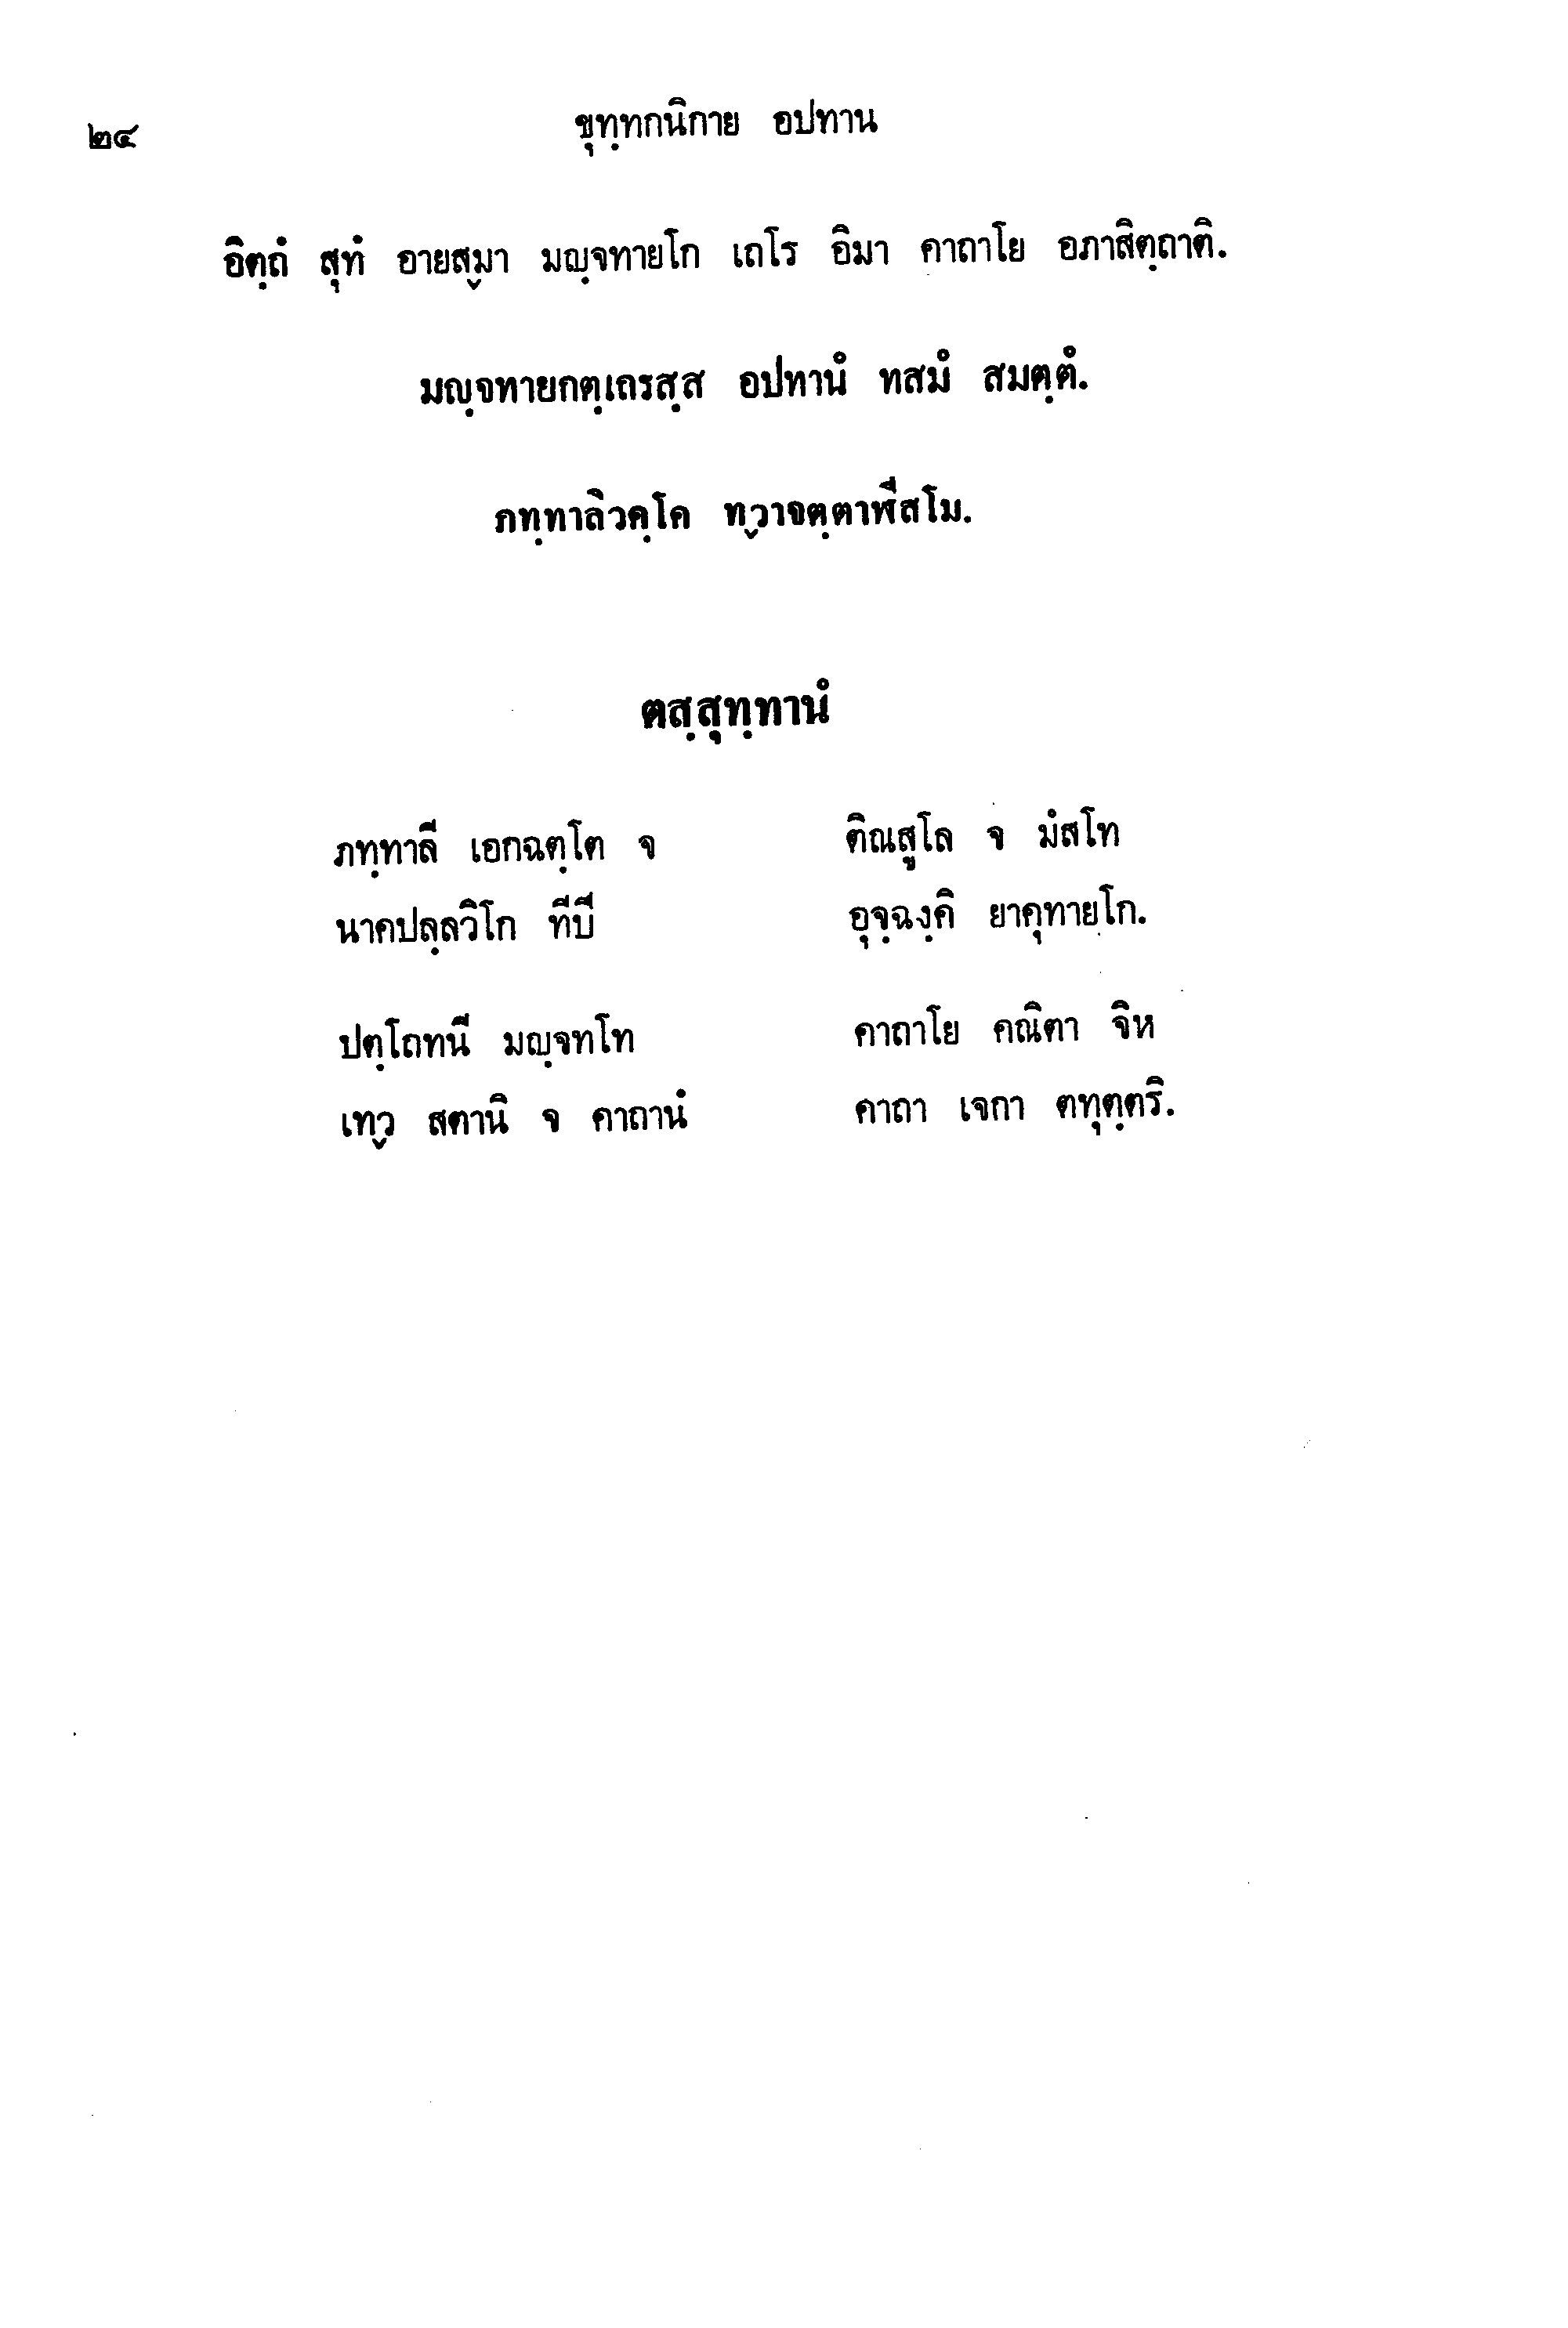 ๒๔ ขุทฺทกนิกาย อปทาน
อิตฺถํ สุทํ อายสฺมา มญฺจทายโก เถโร อิมา คาถาโย อภาสิตฺถาติ.
มญฺจทายกตฺเถรสฺส อปทานํ ทสมํ สมตฺตํ.
ภทฺทาลิวคฺโค ทฺวาจตฺตาฬีสโม.
ตสฺสุทฺทานํ
ภทฺทาลี เอกฉตฺโต จ ติณสูโล จ มํสโท
นาคปลฺลวิโก ทีปี อุจฺฉงฺคิ ยาคุทายโก.
ปตฺโถทนี มญฺจทโท คาถาโย คณิตา จิห
เทฺว สตานิ จ คาถานํ คาถา เจกา ตทุตฺตริ.